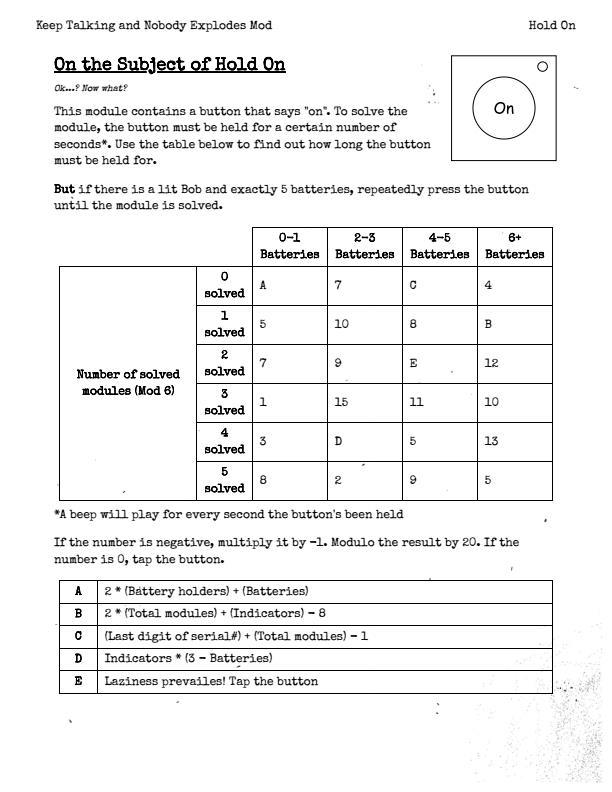 Keep Talking and Nobody Explodes Mod Hold On
On the Subject of Hold On
Ok...? Now what?
On
This module contains a button that says "on". To solve the
module, the button must be held for a certain number of
seconds*. Use the table below to find out how long the button
must be held for.
But if there is a lit Bob and exactly 5 batteries, repeatedly press the button
until the module is solved.
0-1 2-3 4-5 6+
Batteries Batteries Batteries Batteries
Number of solved
modules (Mod 6)
0
solved A 7 C 4
1
solved 5 10 8 B
2
solved 7 9 E 12
3
solved 1 15 11 10
4
solved 3 D 5 13
5
solved 8 2 9 5
*A beep will play for every second the button's been held
If the number is negative, multiply it by -1. Modulo the result by 20. If the
number is 0, tap the button.
A 2 * (Battery holders) + (Batteries)
B 2 * (Total modules) + (Indicators) - 8
C (Last digit of serial#) + (Total modules) - 1
D Indicators * (3 - Batteries)
E Laziness prevailes! Tap the button